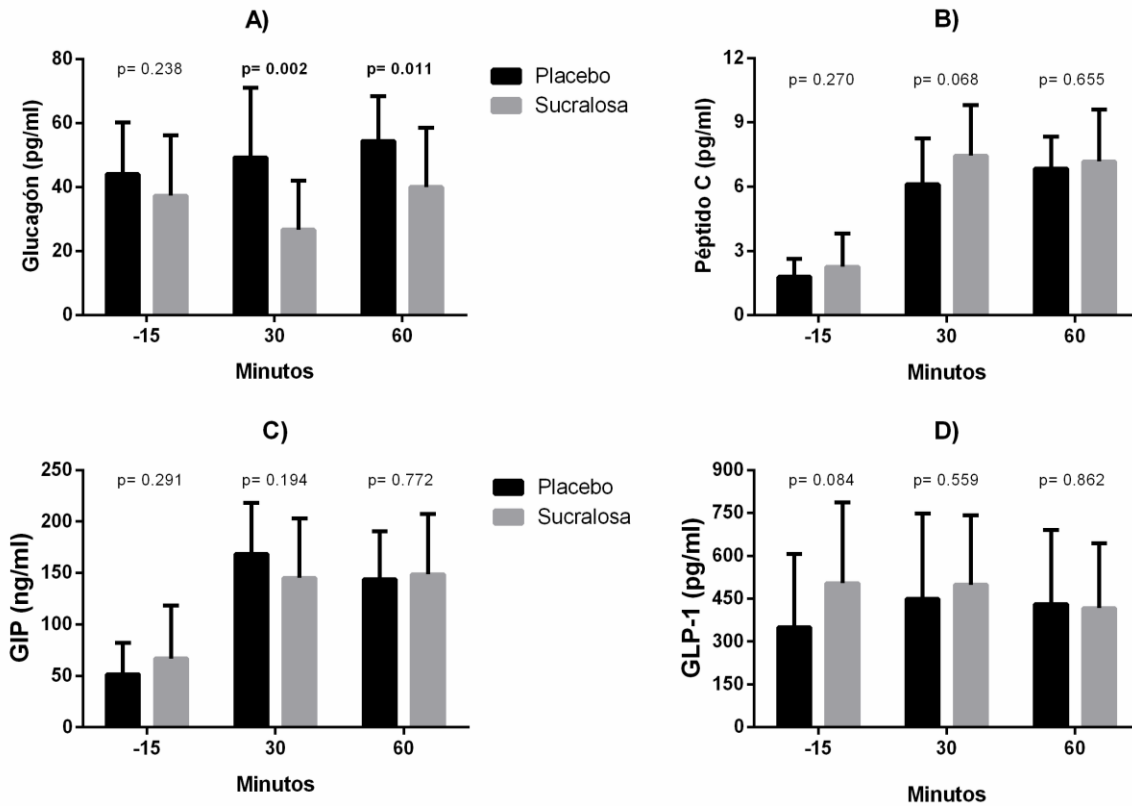 A)
80
60
40
20
0
Glucagón (pg/ml)
p= 0.238
p= 0.002
p= 0.011
-15
30
60
Minutos
Placebo
Sucralosa
B)
12
9
6
3
0
Péptido C (pg/ml)
p= 0.270
p= 0.068
p= 0.655
-15
30
60
Minutos
C)
250
200
150
100
50
0
GIP (ng/ml)
p= 0.291
p= 0.194
p= 0.772
-15
30
60
Minutos
Placebo
Sucralosa
D)
900
750
600
450
300
150
0
GLP-1 (pg/ml)
p= 0.084
p= 0.559
p= 0.862
-15
30
60
Minutos